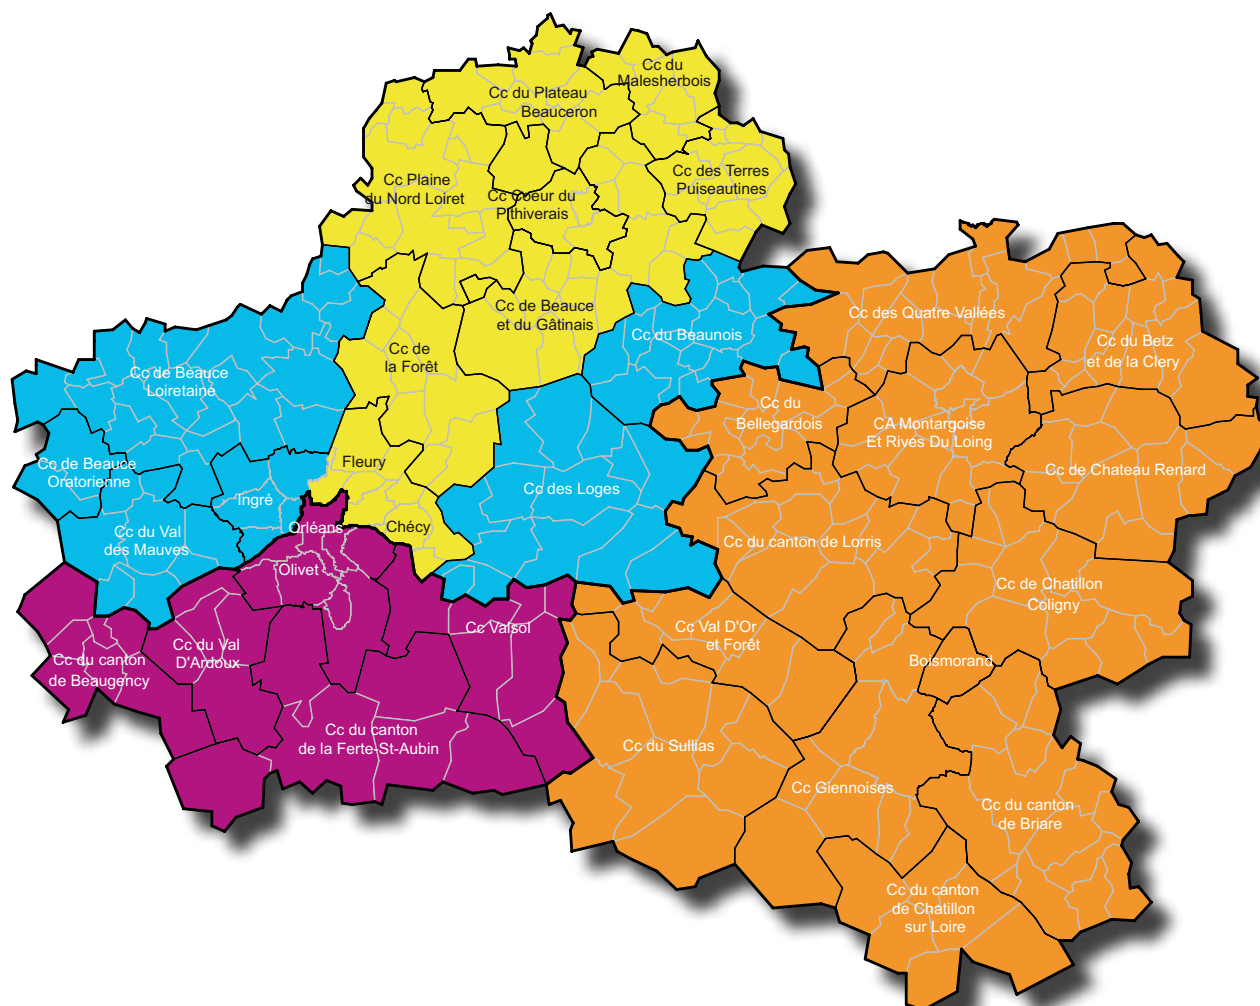 Cc du
Malesherbois
Cc du Plateau
Beauceron
Cc des Terres
Puiseautines
Cc Plaine
du Nord Loiret
Cc Coeur du
Pithiverais
Cc de Beauce
et du Gâtinais
Cc des Quatre Vallées
Cc du Beaunois
Cc du Betz
et de la Clery
Cc de
la Forêt
Cc de Beauce
Loiretaine
Cc du
Bellegardois
CA Montargoise
Et Rives Du Loing
Fleury
Cc de Beauce
Oratorienne
Cc de Chateau Renard
Ingré
Cc des Loges
Orléans
Chécy
Cc du Val
des Mauves
Cc du canton de Lorris
Olivet
Cc de Chatillon
Coligny
Cc Valsol
Cc Val D'Or
et Forêt
Cc du Val
D'Ardoux
Cc du canton
de Beaugency
Boismorand
Cc du canton
de la Ferte-St-Aubin
Cc du Sullias
Cc Giennoises
Cc du canton
de Briare
Cc du canton
de Chatillon
sur Loire